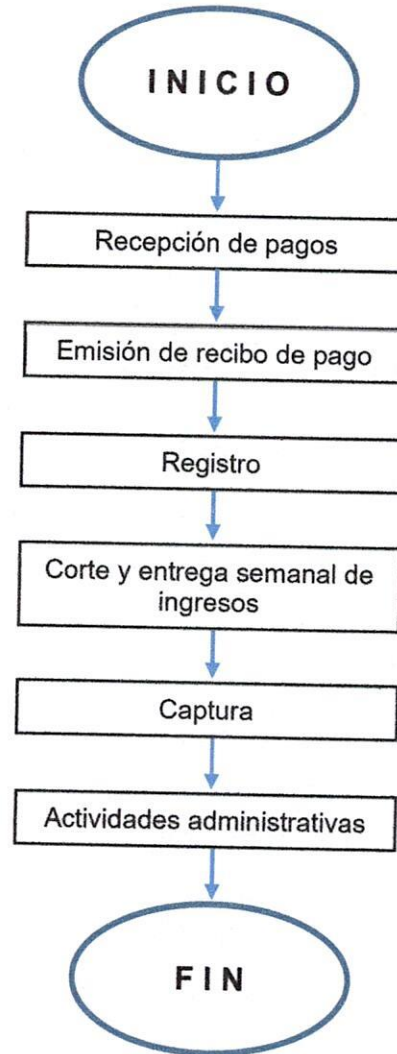 INICIO
Recepción de pagos
Emisión de recibo de pago
Registro
Corte y entrega semanal de
ingresos
Captura
Actividades administrativas
FIN